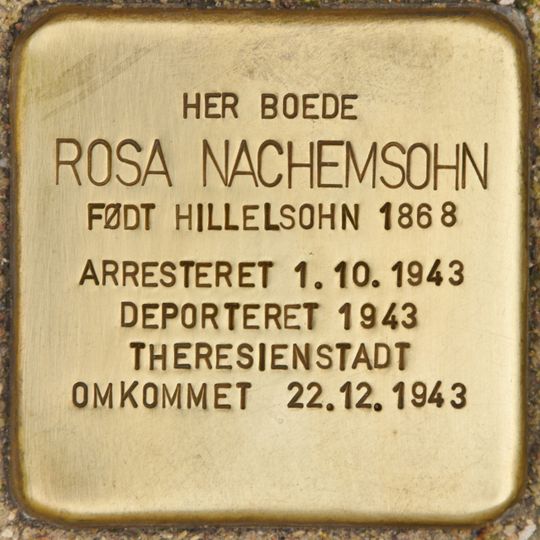 HER BOEDE
ROSA NACHEMSOHN
FØDT HILLELSOHN 1868
ARRESTERET 1.10.1943
DEPORTERET 1943
THERESIENSTADT
OMKOMMET 22.12.1943